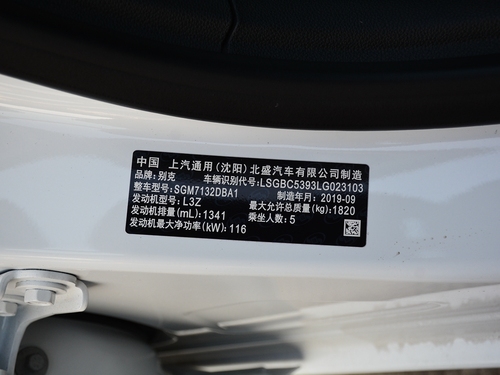 中国 上汽通用(沈阳)北盛汽车有限公司制造
品牌:别克 车辆识别代号:LSGBC5393LG023103
整车型号:SGM7132DBA1 制造年月:2019-09
发动机型号:L3Z 最大允许总质量(kg):1820
发动机排量(mL):1341 乘坐人数:5
发动机最大净功率(kW):116